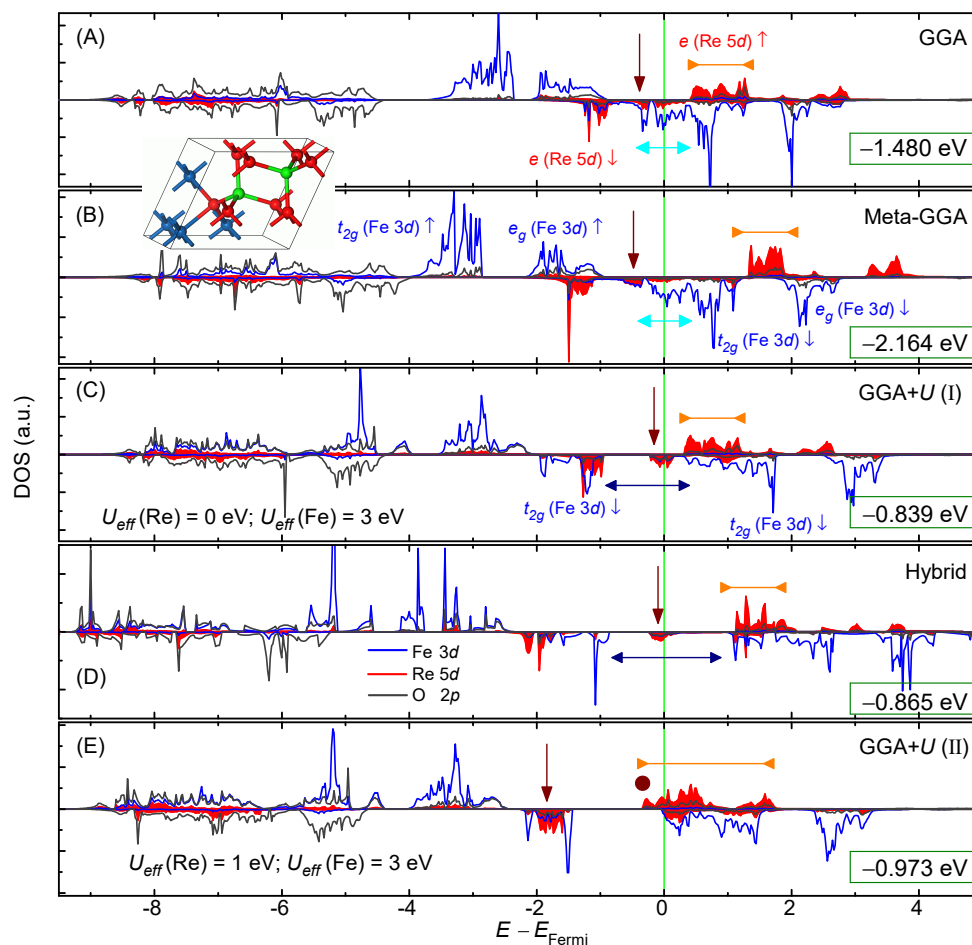 (A)
e (Re 5d) ↑
GGA
e (Re 5d) ↓
−1.480 eV
(B)
t2g (Fe 3d) ↑
eg (Fe 3d) ↑
Meta-GGA
eg (Fe 3d) ↓
t2g (Fe 3d) ↓
−2.164 eV
(C)
GGA+U (I)
t2g (Fe 3d) ↓
t2g (Fe 3d) ↓
Ueff (Re) = 0 eV; Ueff (Fe) = 3 eV
−0.839 eV
Hybrid
Fe 3d
Re 5d
O 2p
(D)
−0.865 eV
(E)
GGA+U (II)
Ueff (Re) = 1 eV; Ueff (Fe) = 3 eV
−0.973 eV
DOS (a.u.)
-8 -6 -4 -2 0 2 4
E − EFermi